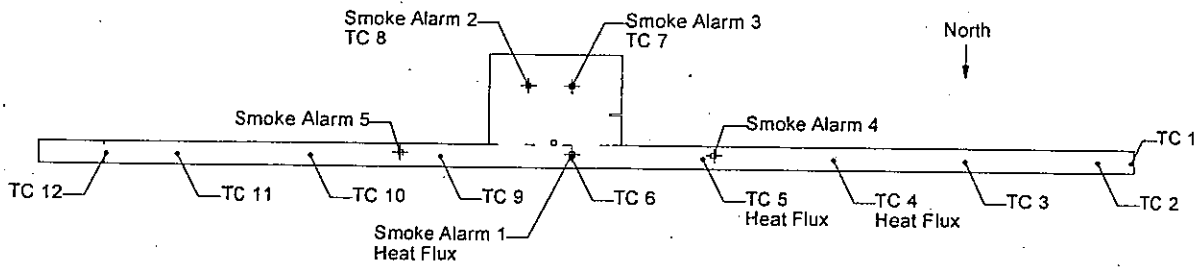 Smoke Alarm 2
TC 8
Smoke Alarm 3
TC 7
North
Smoke Alarm 5
Smoke Alarm 4
TC 1
TC 12
TC 11
TC 10
TC 9
TC 6
TC 5
Heat Flux
TC 4
Heat Flux
TC 3
TC 2
Smoke Alarm 1
Heat Flux